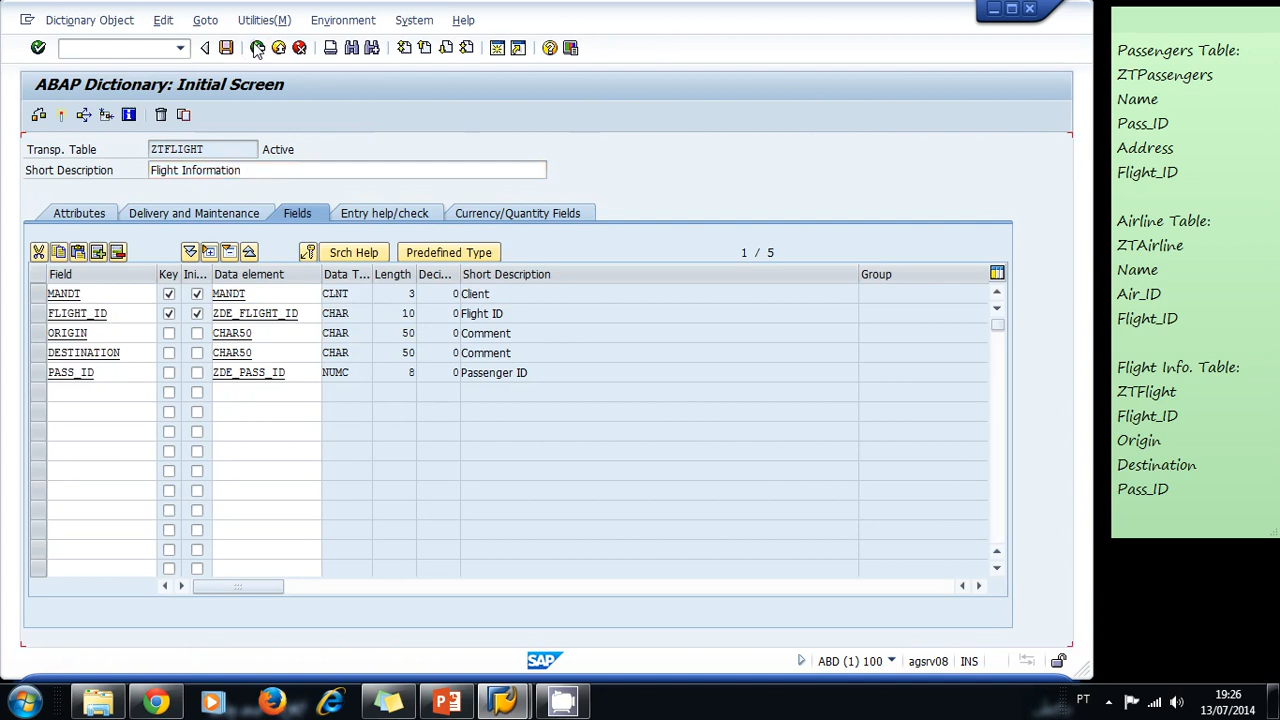 Dictionary Object Edit Goto Utilities(M) Environment System Help
ABAP Dictionary: Initial Screen
Transp. Table ZTFLIGHT Active
Short Description Flight Information
Attributes Delivery and Maintenance Fields Entry help/check Currency/Quantity Fields
Srch Help Predefined Type 1 / 5
Field Key Ini... Data element Data T... Length Deci... Short Description Group
MANDT MANDT CLNT 3 0 Client
FLIGHT_ID ZDE_FLIGHT_ID CHAR 10 0 Flight ID
ORIGIN CHAR50 CHAR 50 0 Comment
DESTINATION CHAR50 CHAR 50 0 Comment
PASS_ID ZDE_PASS_ID NUMC 8 0 Passenger ID
SAP ABD (1) 100 agsrv08 INS
Passengers Table:
ZTPassengers
Name
Pass_ID
Address
Flight_ID
Airline Table:
ZTAirline
Name
Air_ID
Flight_ID
Flight Info. Table:
ZTFlight
Flight_ID
Origin
Destination
Pass_ID
PT 19:26
13/07/2014